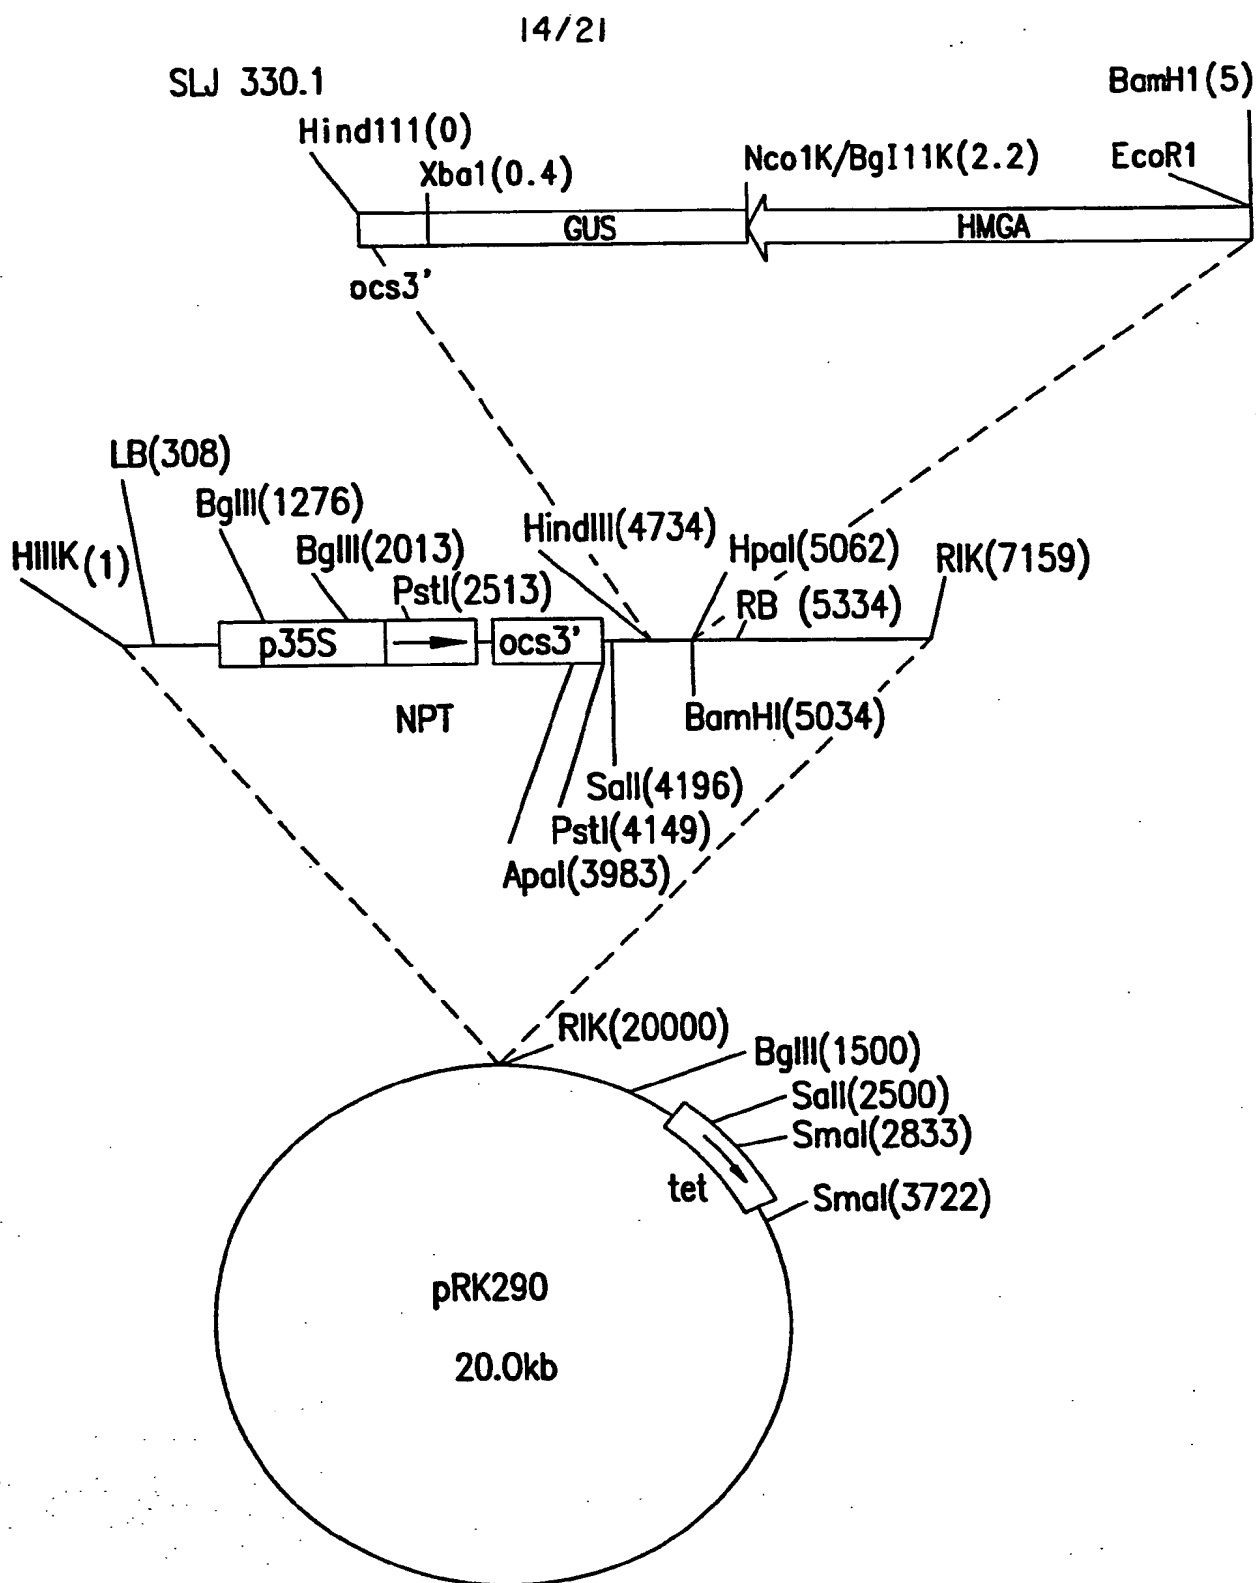 14/21
SLJ 330.1
BamH1(5)
Hind111(0)
Xba1(0.4)
Nco1K/BgI11K(2.2)
EcoR1
GUS
HMGA
ocs3'
LB(308)
BglII(1276)
HindIII(4734)
HpaI(5062)
RIK(7159)
HIIIK(1)
BglII(2013)
PstI(2513)
RB (5334)
p35S
ocs3'
NPT
BamHI(5034)
SalI(4196)
PstI(4149)
ApaI(3983)
RIK(20000)
BglII(1500)
SalI(2500)
SmaI(2833)
tet
SmaI(3722)
pRK290
20.0kb